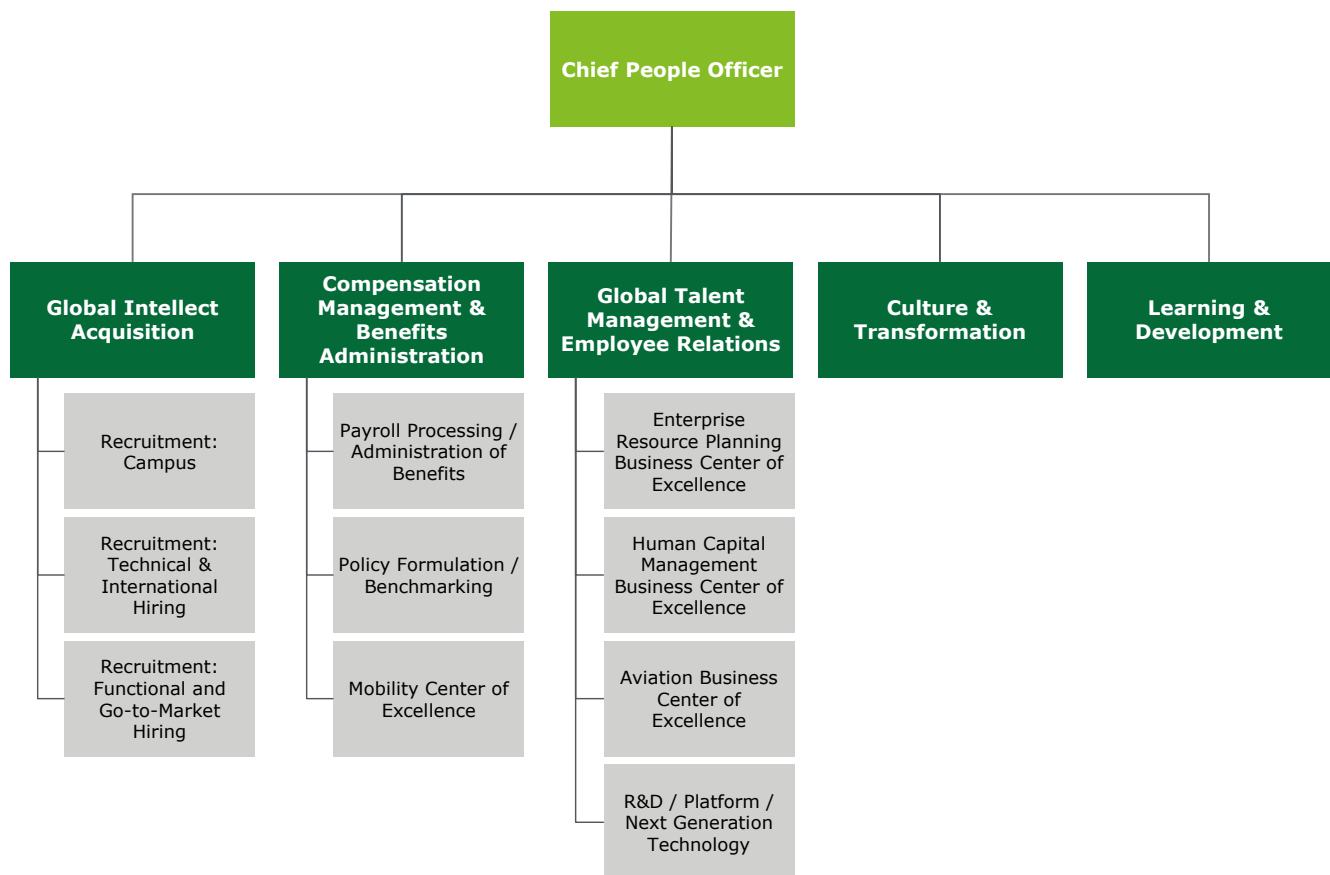 Chief People Officer
Global Intellect
Acquisition
Compensation
Management &
Benefits
Administration
Global Talent
Management &
Employee Relations
Culture &
Transformation
Learning &
Development
Recruitment:
Campus
Recruitment:
Technical &
International
Hiring
Recruitment:
Functional and
Go-to-Market
Hiring
Payroll Processing /
Administration of
Benefits
Policy Formulation /
Benchmarking
Mobility Center of
Excellence
Enterprise
Resource Planning
Business Center of
Excellence
Human Capital
Management
Business Center of
Excellence
Aviation Business
Center of
Excellence
R&D / Platform /
Next Generation
Technology